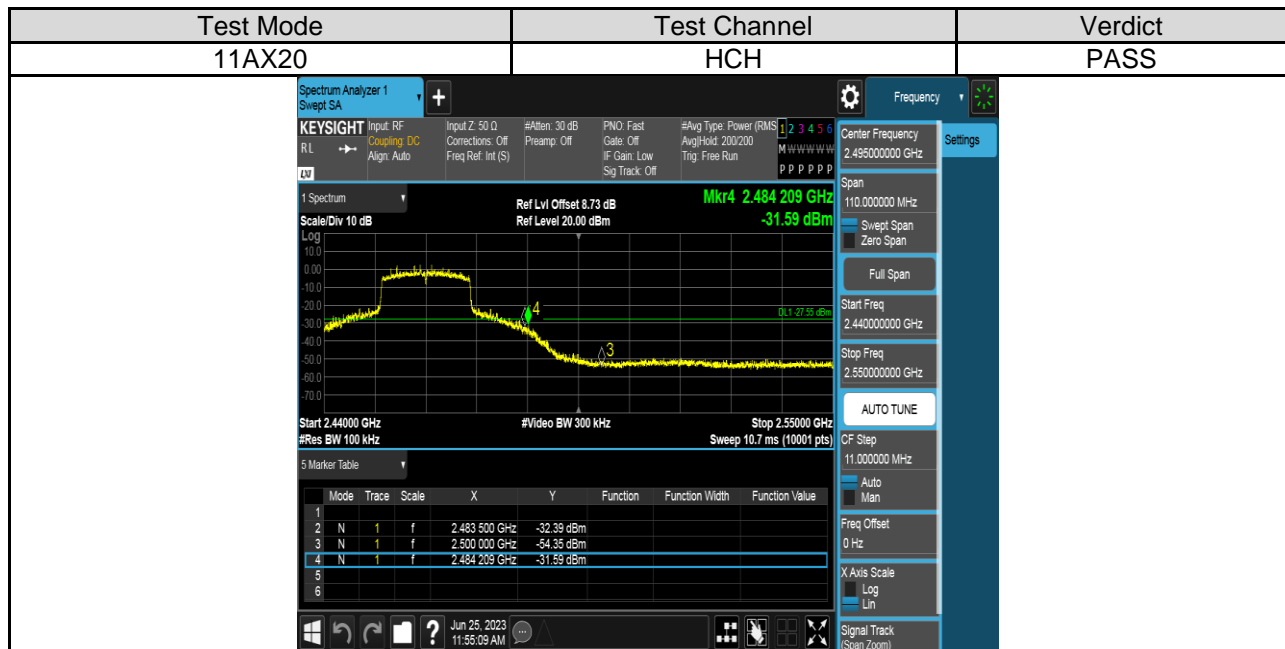 Test Mode Test Channel Verdict
11AX20 HCH PASS
Spectrum Analyzer 1
Swept SA
+
Frequency
KEYSIGHT
RL
LXI
Input: RF
Coupling: DC
Align: Auto
Input Z: 50 Ω
Corrections: Off
Freq Ref: Int (S)
#Atten: 30 dB
Preamp: Off
PNO: Fast
Gate: Off
IF Gain: Low
Sig Track: Off
#Avg Type: Power (RMS
Avg|Hold: 200/200
Trig: Free Run
1 2 3 4 5 6
M W W W W W
P P P P P P
1 Spectrum
Scale/Div 10 dB
Ref Lvl Offset 8.73 dB
Ref Level 20.00 dBm
Mkr4 2.484 209 GHz
-31.59 dBm
Log
10.0
0.00
-10.0
-20.0
-30.0
-40.0
-50.0
-60.0
-70.0
4
3
DL1 -27.55 dBm
Start 2.44000 GHz
#Res BW 100 kHz
#Video BW 300 kHz
Stop 2.55000 GHz
Sweep 10.7 ms (10001 pts)
5 Marker Table
Mode Trace Scale X Y Function Function Width Function Value
1
2 N 1 f 2.483 500 GHz -32.39 dBm
3 N 1 f 2.500 000 GHz -54.35 dBm
4 N 1 f 2.484 209 GHz -31.59 dBm
5
6
?
Jun 25, 2023
11:55:09 AM
Center Frequency
2.495000000 GHz
Settings
Span
110.000000 MHz
Swept Span
Zero Span
Full Span
Start Freq
2.440000000 GHz
Stop Freq
2.550000000 GHz
AUTO TUNE
CF Step
11.000000 MHz
Auto
Man
Freq Offset
0 Hz
X Axis Scale
Log
Lin
Signal Track
(Span Zoom)